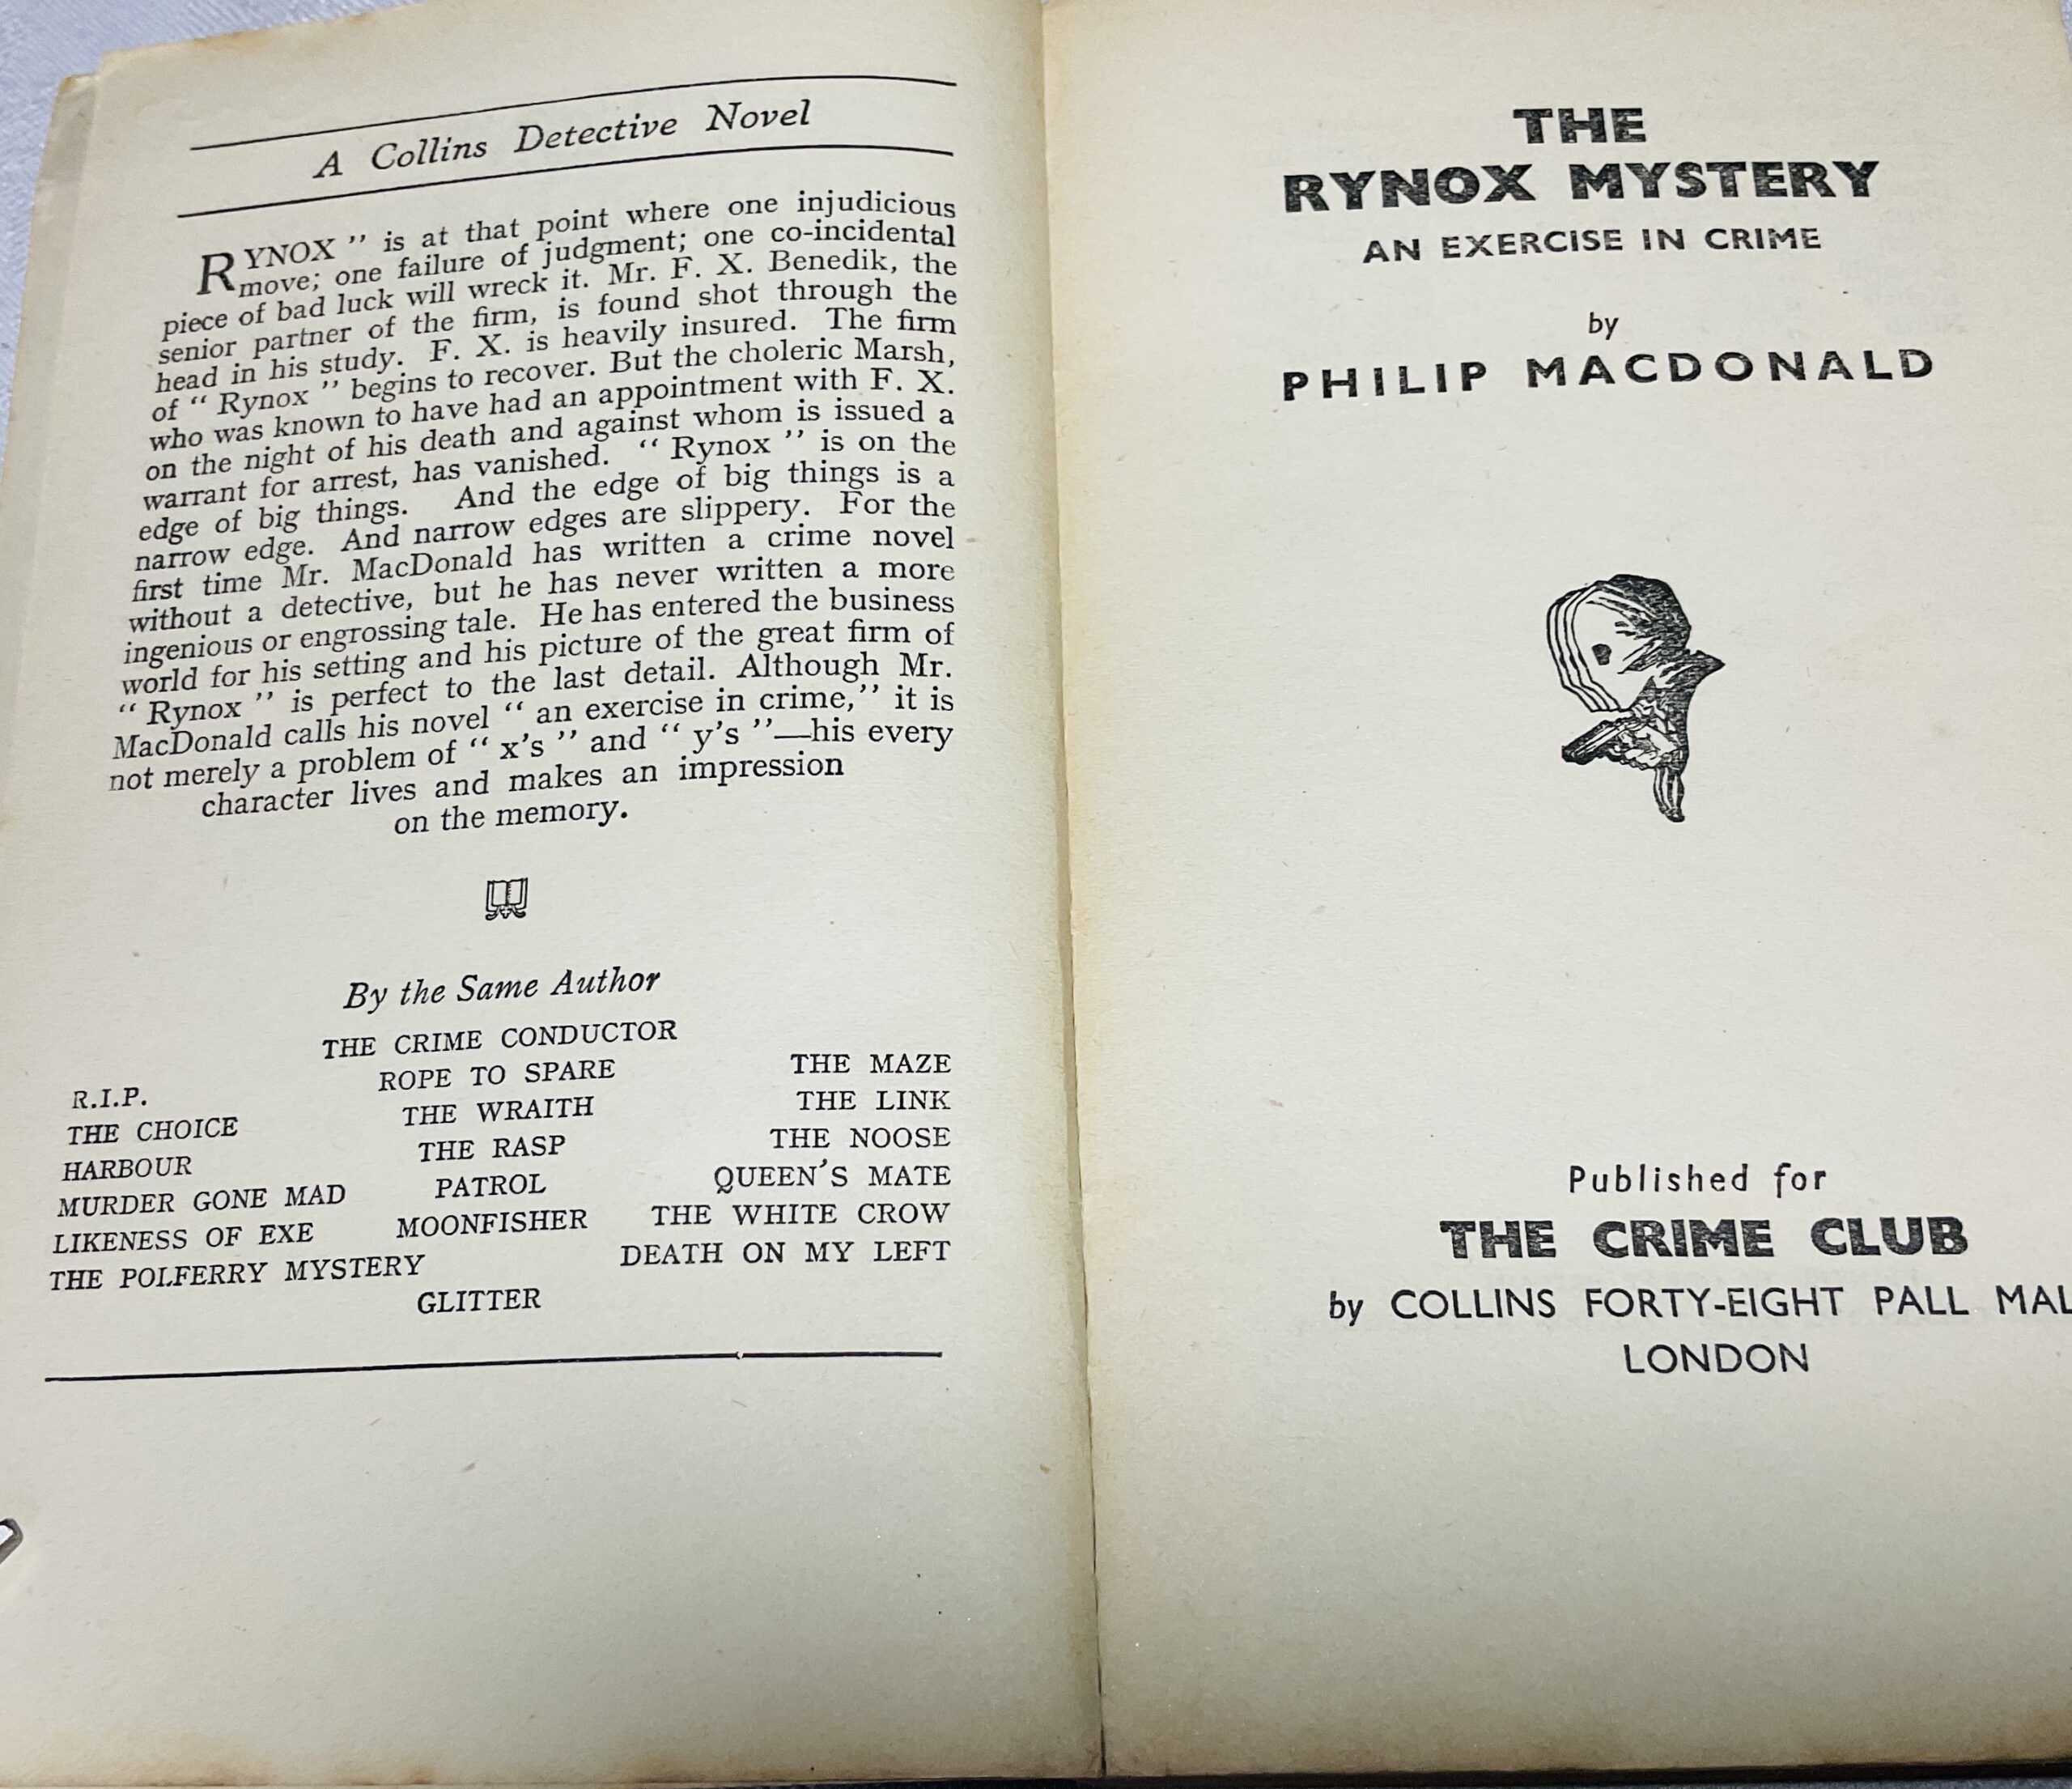 A Collins Detective Novel
RYNOX ” is at that point where one injudicious
move; one failure of judgment; one co-incidental
piece of bad luck will wreck it. Mr. F. X. Benedik, the
senior partner of the firm, is found shot through the
head in his study. F. X. is heavily insured. The firm
of “ Rynox ” begins to recover. But the choleric Marsh,
who was known to have had an appointment with F. X.
on the night of his death and against whom is issued a
warrant for arrest, has vanished. “ Rynox ” is on the
edge of big things. And the edge of big things is a
narrow edge. And narrow edges are slippery. For the
first time Mr. MacDonald has written a crime novel
without a detective, but he has never written a more
ingenious or engrossing tale. He has entered the business
world for his setting and his picture of the great firm of
“ Rynox ” is perfect to the last detail. Although Mr.
MacDonald calls his novel “ an exercise in crime,” it is
not merely a problem of “ x's ” and “ y's ”—his every
character lives and makes an impression
on the memory.
By the Same Author
THE CRIME CONDUCTOR
R.I.P. ROPE TO SPARE THE MAZE
THE CHOICE THE WRAITH THE LINK
HARBOUR THE RASP THE NOOSE
MURDER GONE MAD PATROL QUEEN'S MATE
LIKENESS OF EXE MOONFISHER THE WHITE CROW
THE POLFERRY MYSTERY DEATH ON MY LEFT
GLITTER
THE
RYNOX MYSTERY
AN EXERCISE IN CRIME
by
PHILIP MACDONALD
Published for
THE CRIME CLUB
by COLLINS FORTY-EIGHT PALL MAL
LONDON